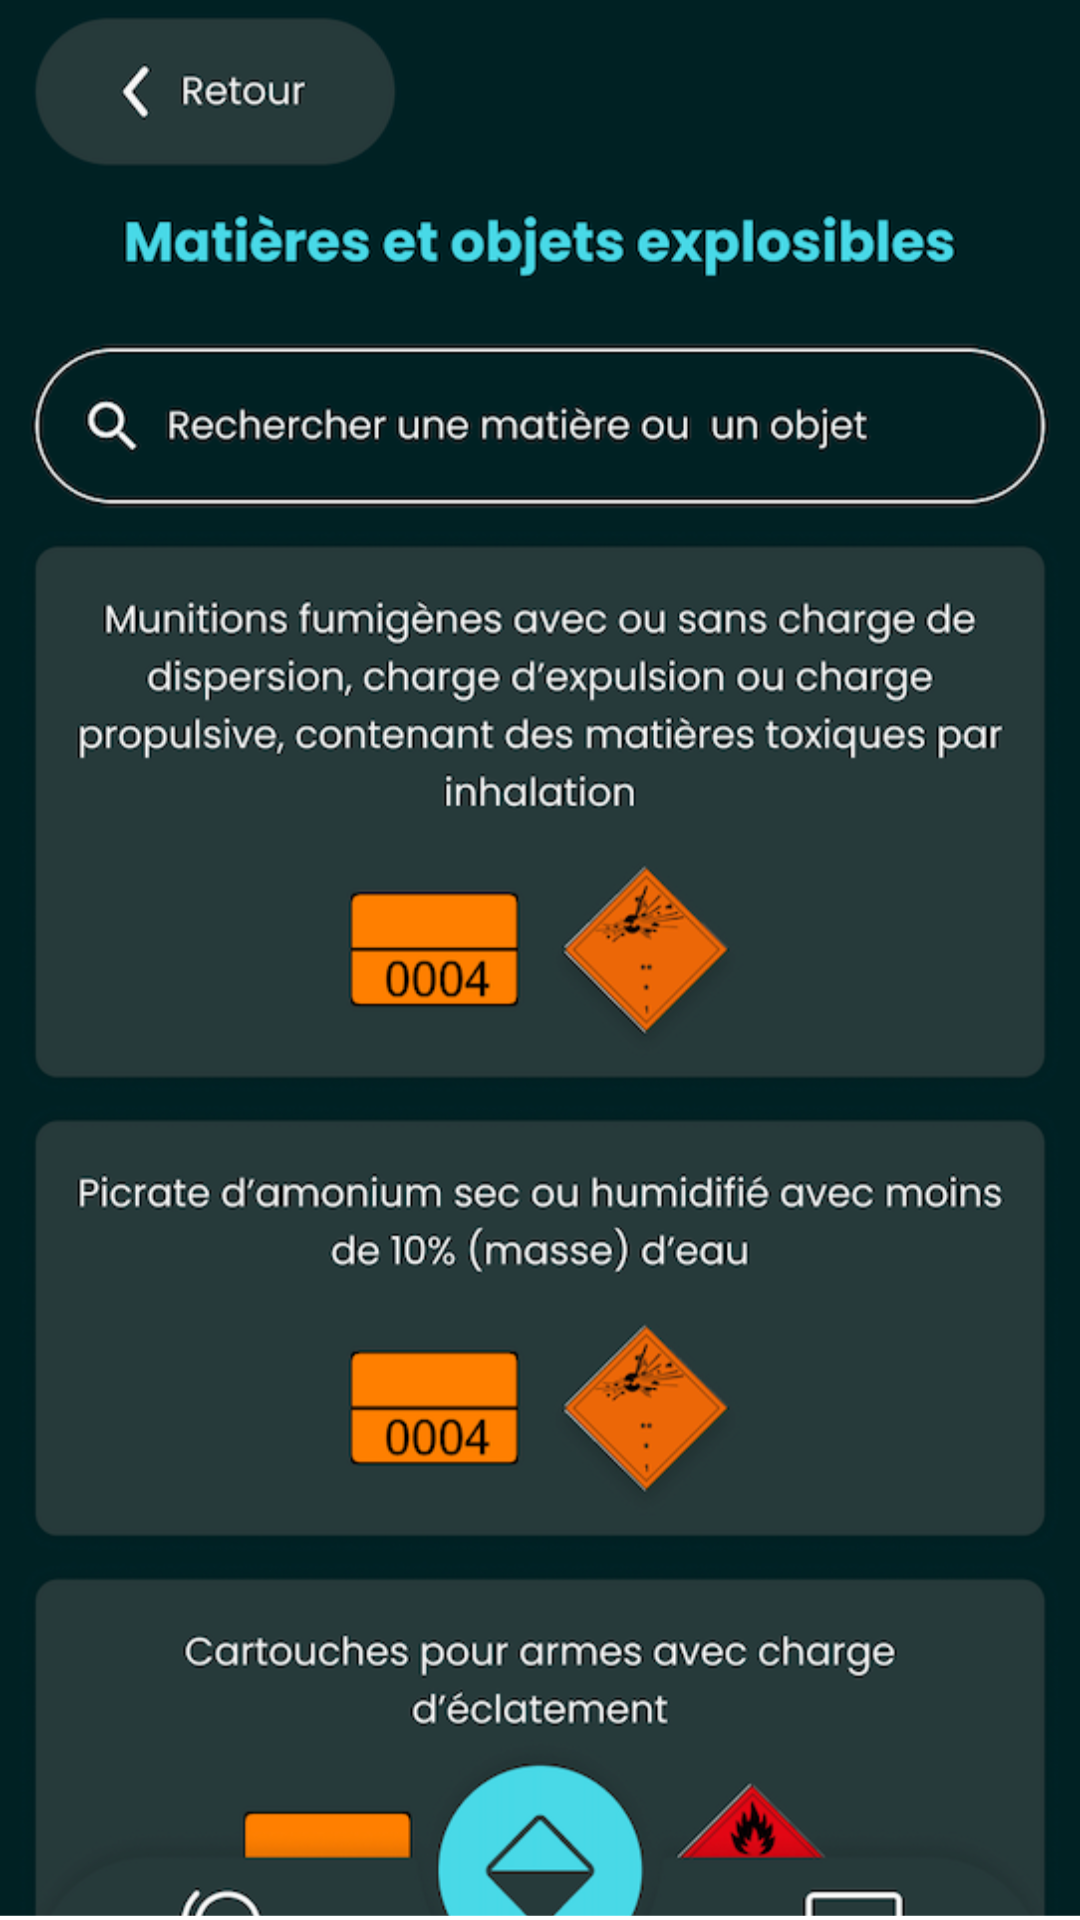 Retour
Matières et objets explosibles
Rechercher une matière ou un objet
Munitions fumigènes avec ou sans charge de
dispersion, charge d’expulsion ou charge
propulsive, contenant des matières toxiques par
inhalation
0004
1
Picrate d’amonium sec ou humidifié avec moins
de 10% (masse) d’eau
0004
1
Cartouches pour armes avec charge
d’éclatement